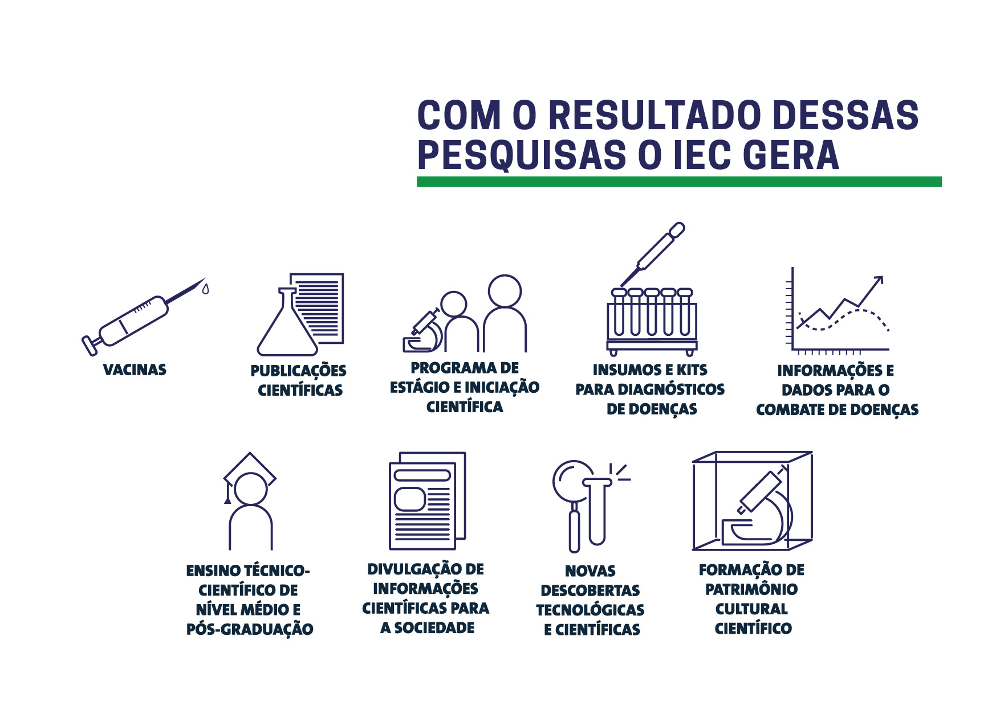 COM O RESULTADO DESSAS
PESQUISAS O IEC GERA
VACINAS
PUBLICAÇÕES
CIENTÍFICAS
PROGRAMA DE
ESTÁGIO E INICIAÇÃO
CIENTÍFICA
INSUMOS E KITS
PARA DIAGNÓSTICOS
DE DOENÇAS
INFORMAÇÕES E
DADOS PARA O
COMBATE DE DOENÇAS
ENSINO TÉCNICO-
CIENTÍFICO DE
NÍVEL MÉDIO E
PÓS-GRADUAÇÃO
DIVULGAÇÃO DE
INFORMAÇÕES
CIENTÍFICAS PARA
A SOCIEDADE
NOVAS
DESCOBERTAS
TECNOLÓGICAS
E CIENTÍFICAS
FORMAÇÃO DE
PATRIMÔNIO
CULTURAL
CIENTÍFICO